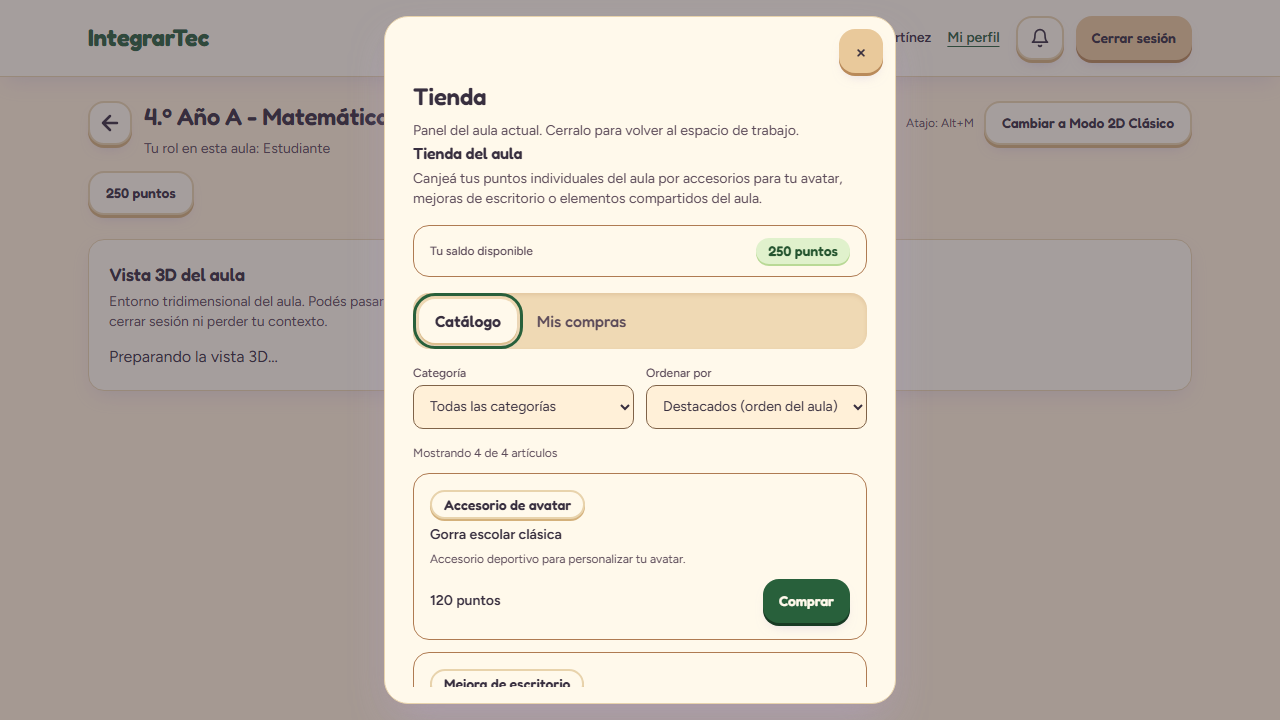 IntegrarTec
Mi perfil
Cerrar sesión
4.º Año A - Matemática
Tu rol en esta aula: Estudiante
Atajo: Alt+M
Cambiar a Modo 2D Clásico
250 puntos
Vista 3D del aula
Entorno tridimensional del aula. Podés pasar
cerrar sesión ni perder tu contexto.
Preparando la vista 3D...
×
Tienda
Panel del aula actual. Cerralo para volver al espacio de trabajo.
Tienda del aula
Canjeá tus puntos individuales del aula por accesorios para tu avatar,
mejoras de escritorio o elementos compartidos del aula.
Tu saldo disponible
250 puntos
Catálogo
Mis compras
Categoría
Ordenar por
Todas las categorías
Destacados (orden del aula)
Mostrando 4 de 4 artículos
Accesorio de avatar
Gorra escolar clásica
Accesorio deportivo para personalizar tu avatar.
120 puntos
Comprar
Mejora de escritorio